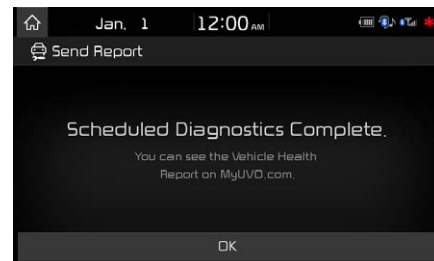 Jan. 1 12:00 AM
Send Report
Scheduled Diagnostics Complete.
You can see the Vehicle Health
Report on MyUVO.com.
OK